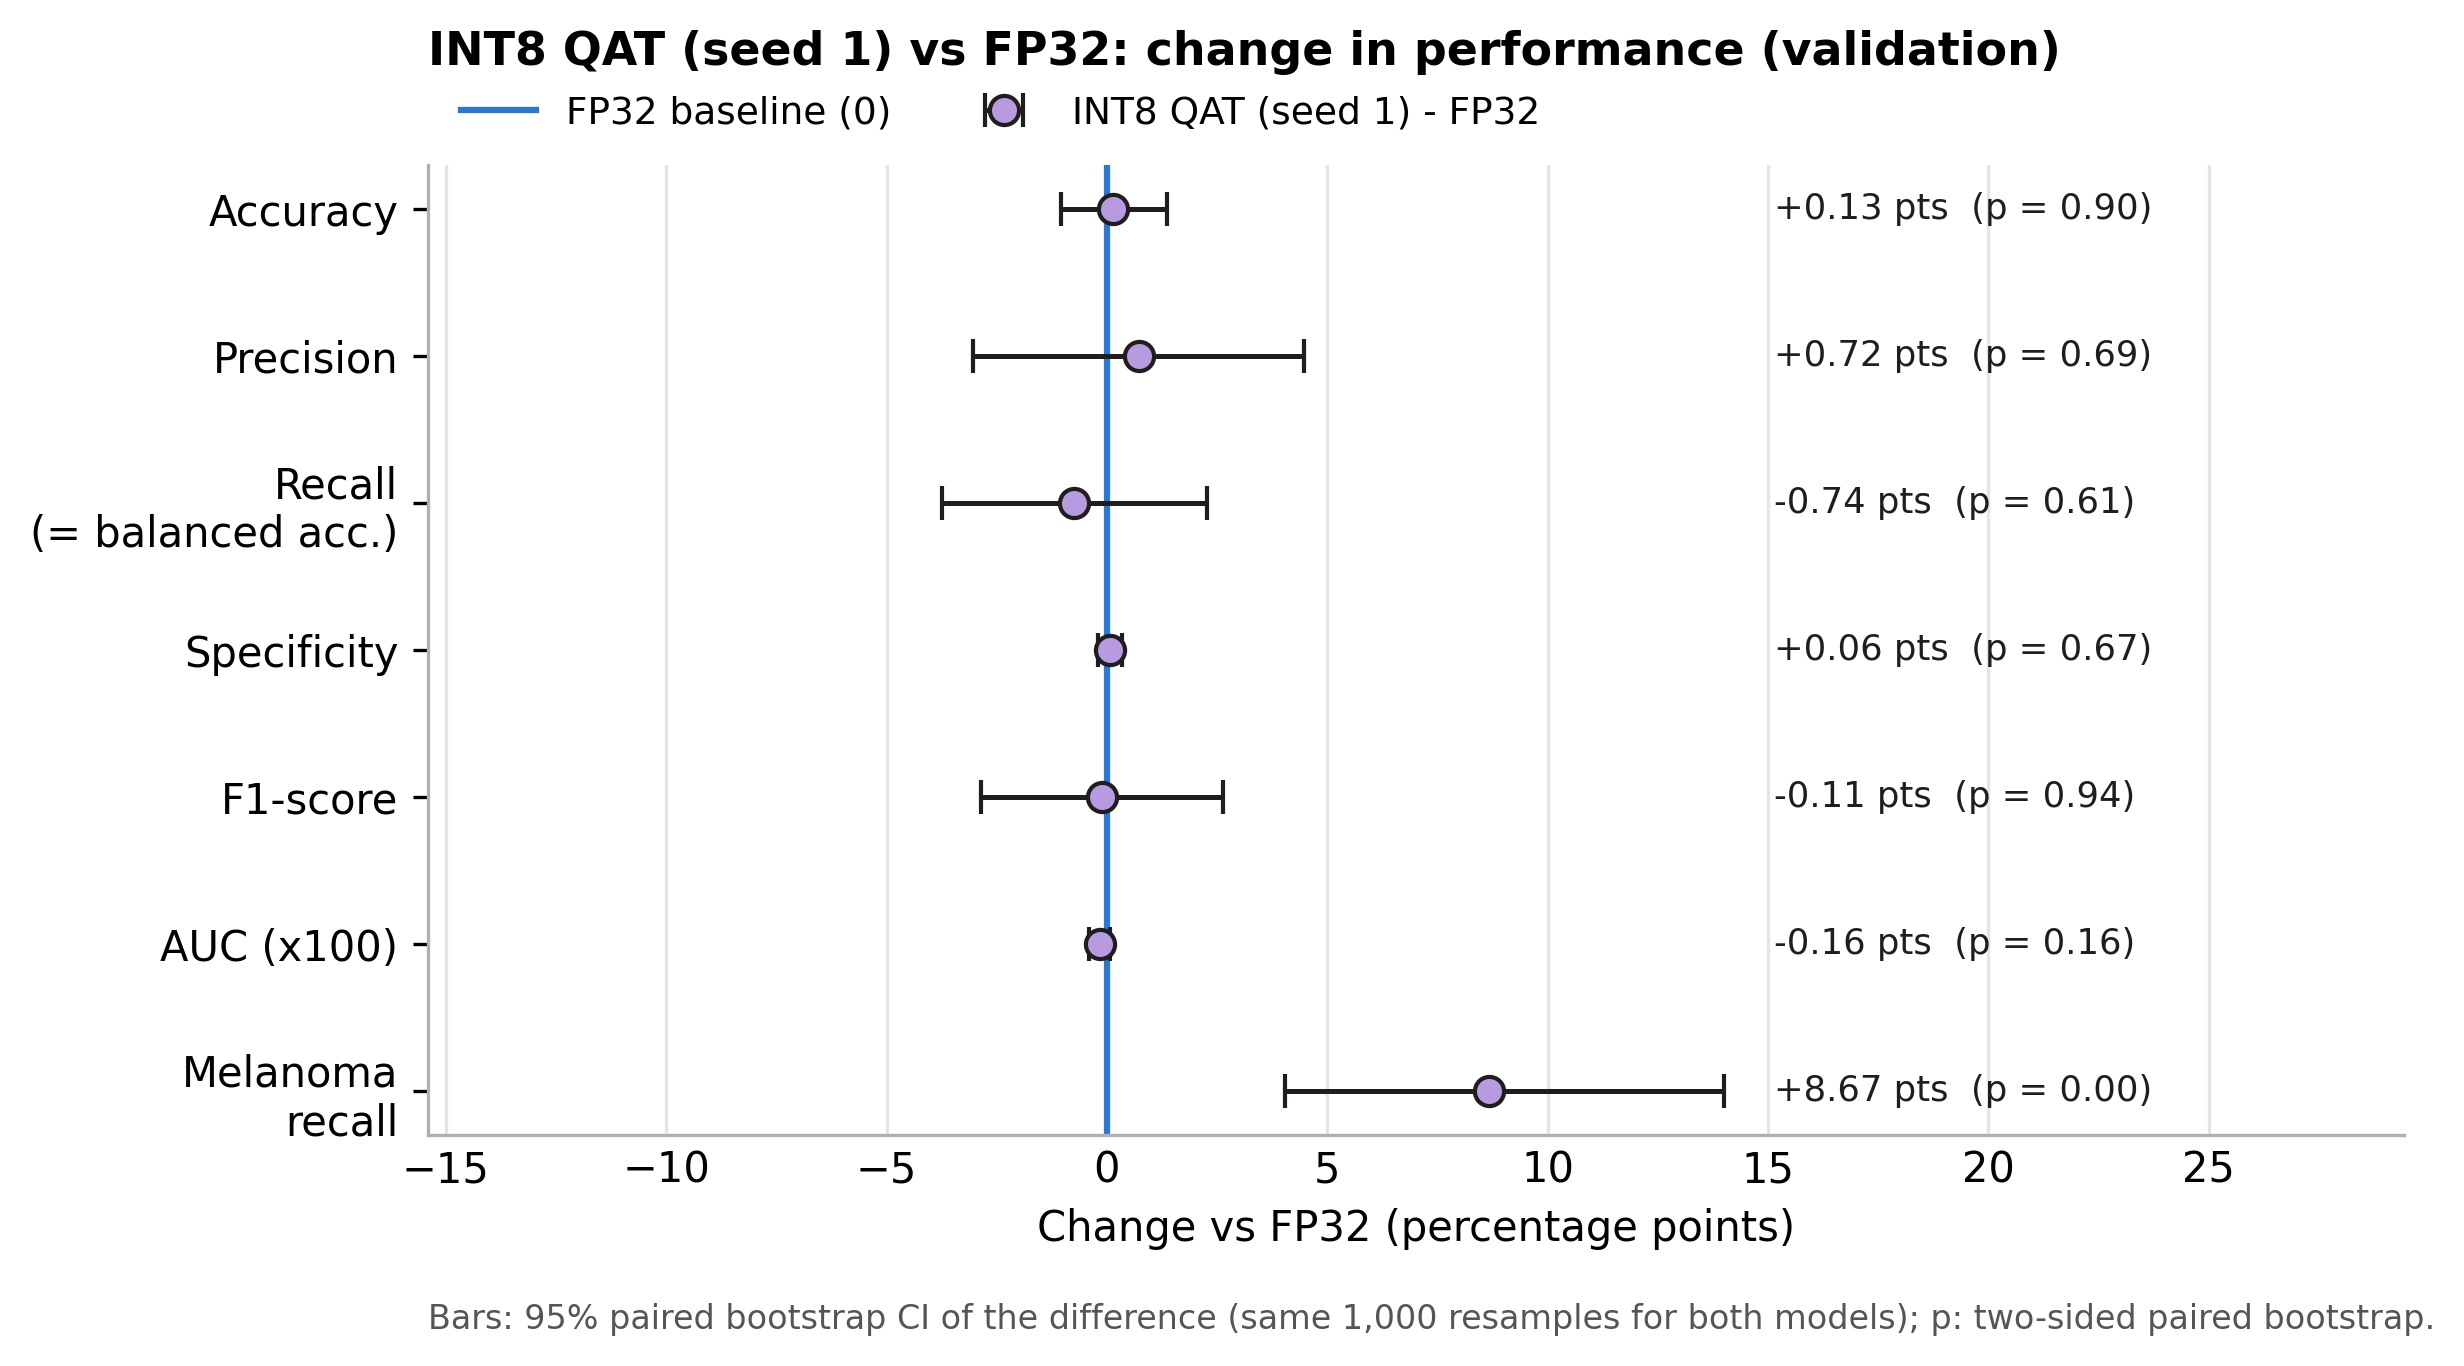 INT8 QAT (seed 1) vs FP32: change in performance (validation)
FP32 baseline (0)
INT8 QAT (seed 1) - FP32
Accuracy
+0.13 pts  (p = 0.90)
Precision
+0.72 pts  (p = 0.69)
Recall
(= balanced acc.)
-0.74 pts  (p = 0.61)
Specificity
+0.06 pts  (p = 0.67)
F1-score
-0.11 pts  (p = 0.94)
AUC (x100)
-0.16 pts  (p = 0.16)
Melanoma
recall
+8.67 pts  (p = 0.00)
−15 −10 −5 0 5 10 15 20 25
Change vs FP32 (percentage points)
Bars: 95% paired bootstrap CI of the difference (same 1,000 resamples for both models); p: two-sided paired bootstrap.